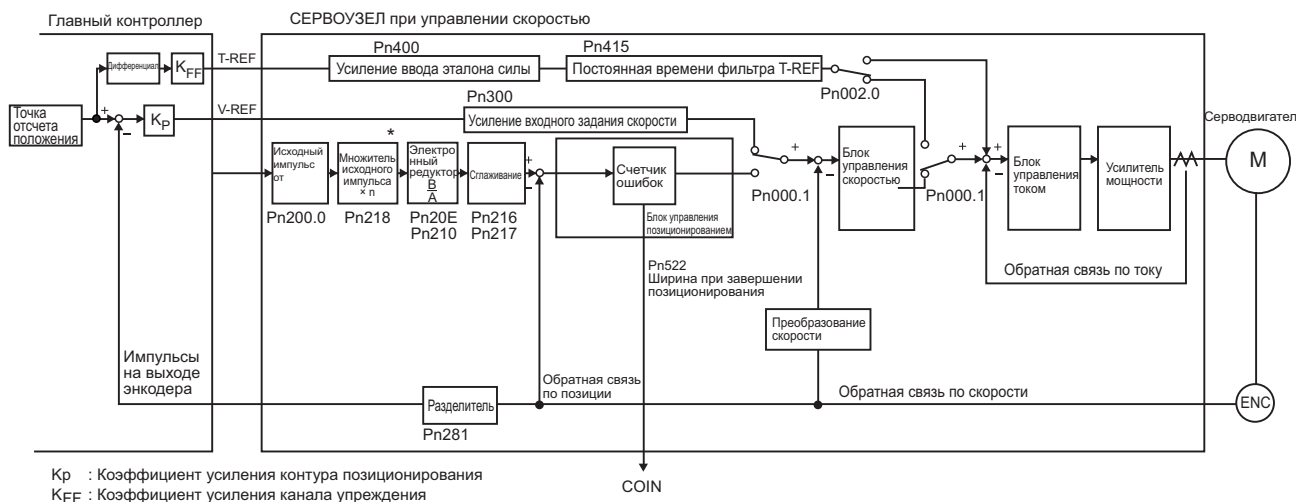 Главный контроллер
СЕРВОУЗЕЛ при управлении скоростью
Дифференциал
KFF
T-REF
Pn400
Усиление ввода эталона силы
Pn415
Постоянная времени фильтра T-REF
Pn002.0
Точка
отсчета
положения
+
−
KP
V-REF
Pn300
Усиление входного задания скорости
Серводвигател
M
*
Исходный
импульс
от
Pn200.0
Множитель
исходного
импульса
× n
Pn218
Электро
нный
редуктор
B
A
Pn20E
Pn210
Сглаживание
Pn216
Pn217
+
−
Счетчик
ошибок
Блок управления
позиционированием
Pn000.1
+
−
Блок
управления
скоростью
Pn000.1
+
+
−
Блок
управления
током
Усилитель
мощности
Обратная связь по току
Pn522
Ширина при завершении
позиционирования
Преобразование
скорости
Импульсы
на выходе
энкодера
Разделитель
Pn281
Обратная связь
по позиции
Обратная связь по скорости
ENC
COIN
Kp : Коэффициент усиления контура позиционирования
KFF : Коэффициент усиления канала упреждения